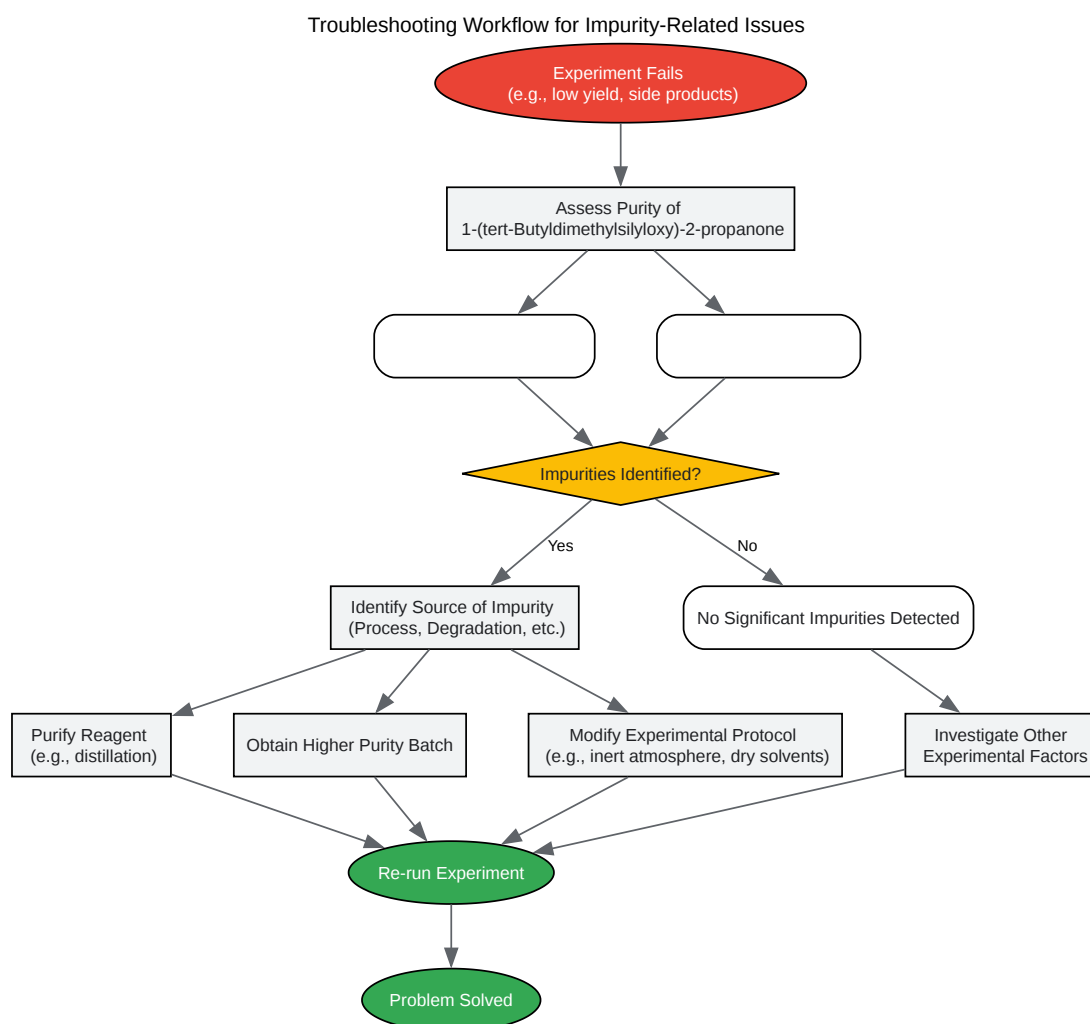 Troubleshooting Workflow for Impurity-Related Issues
Experiment Fails
(e.g., low yield, side products)
Assess Purity of
1-(tert-Butyldimethylsilyloxy)-2-propanone
Impurities Identified?
Yes
No
Identify Source of Impurity
(Process, Degradation, etc.)
No Significant Impurities Detected
Purify Reagent
(e.g., distillation)
Obtain Higher Purity Batch
Modify Experimental Protocol
(e.g., inert atmosphere, dry solvents)
Investigate Other
Experimental Factors
Re-run Experiment
Problem Solved